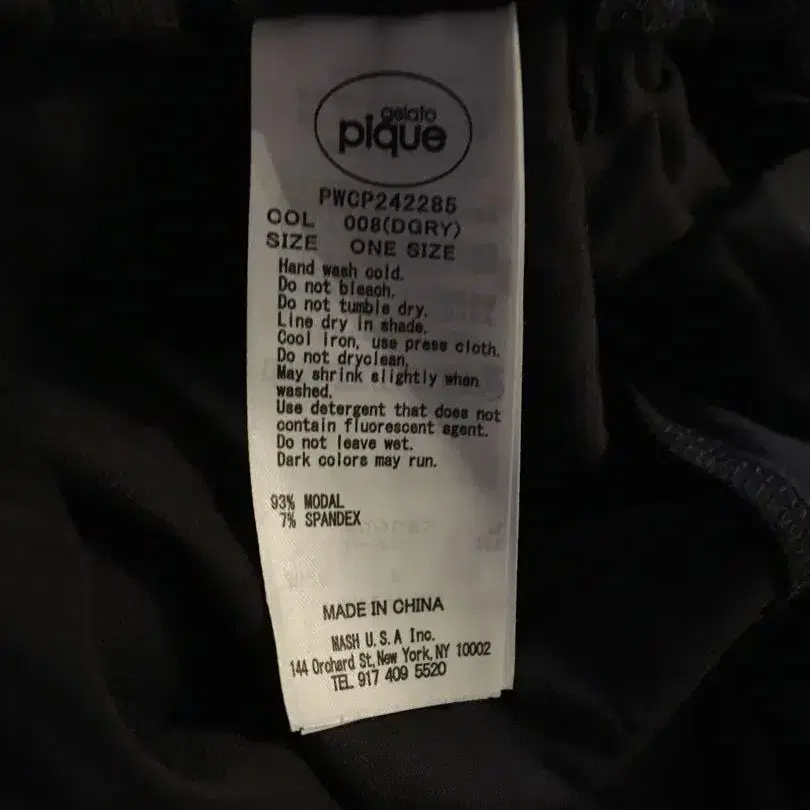 gelato
pique
PWCP242285
COL 008(DGRY)
SIZE ONE SIZE
Hand wash cold.
Do not bleach.
Do not tumble dry.
Line dry in shade.
Cool iron, use press cloth.
Do not dryclean.
May shrink slightly when
washed.
Use detergent that does not
contain fluorescent agent.
Do not leave wet.
Dark colors may run.
93% MODAL
7% SPANDEX
MADE IN CHINA
MASH U.S.A Inc.
144 Orchard St, New York, NY 10002
TEL 917 409 5520